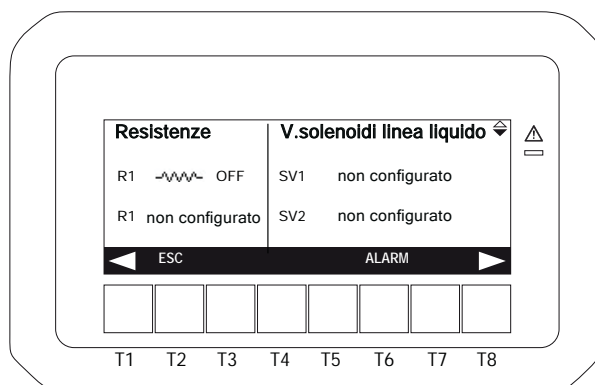 Resistenze
R1 OFF
R1 non configurato
V.solenoidi linea liquido
SV1 non configurato
SV2 non configurato
ESC ALARM
T1 T2 T3 T4 T5 T6 T7 T8